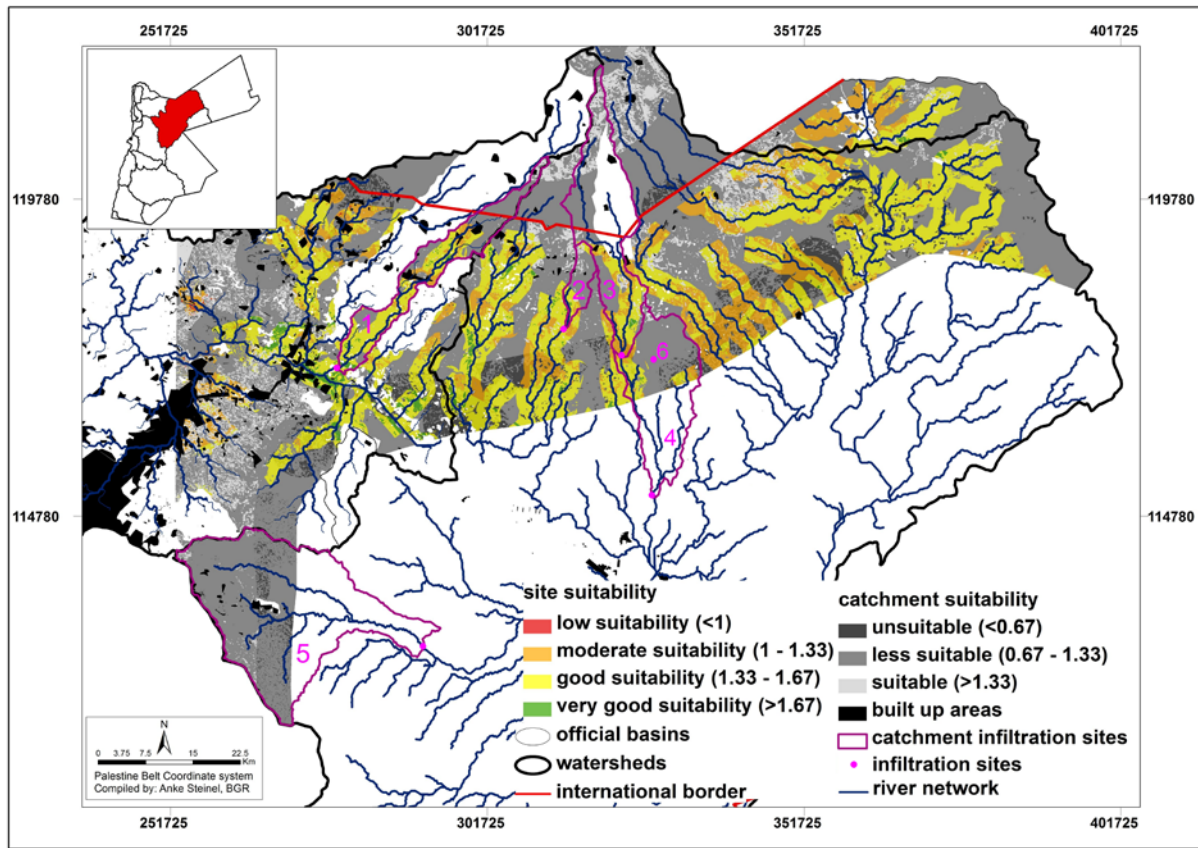 251725 301725 351725 401725
119780 119780
1
2
3
6
4
114780 114780
5
site suitability
low suitability (<1)
moderate suitability (1 - 1.33)
good suitability (1.33 - 1.67)
very good suitability (>1.67)
official basins
watersheds
international border
catchment suitability
unsuitable (<0.67)
less suitable (0.67 - 1.33)
suitable (>1.33)
built up areas
catchment infiltration sites
infiltration sites
river network
N
0 3.75 7.5 15 22.5
Km
Palestine Belt Coordinate system
Compiled by: Anke Steinel, BGR
251725 301725 351725 401725